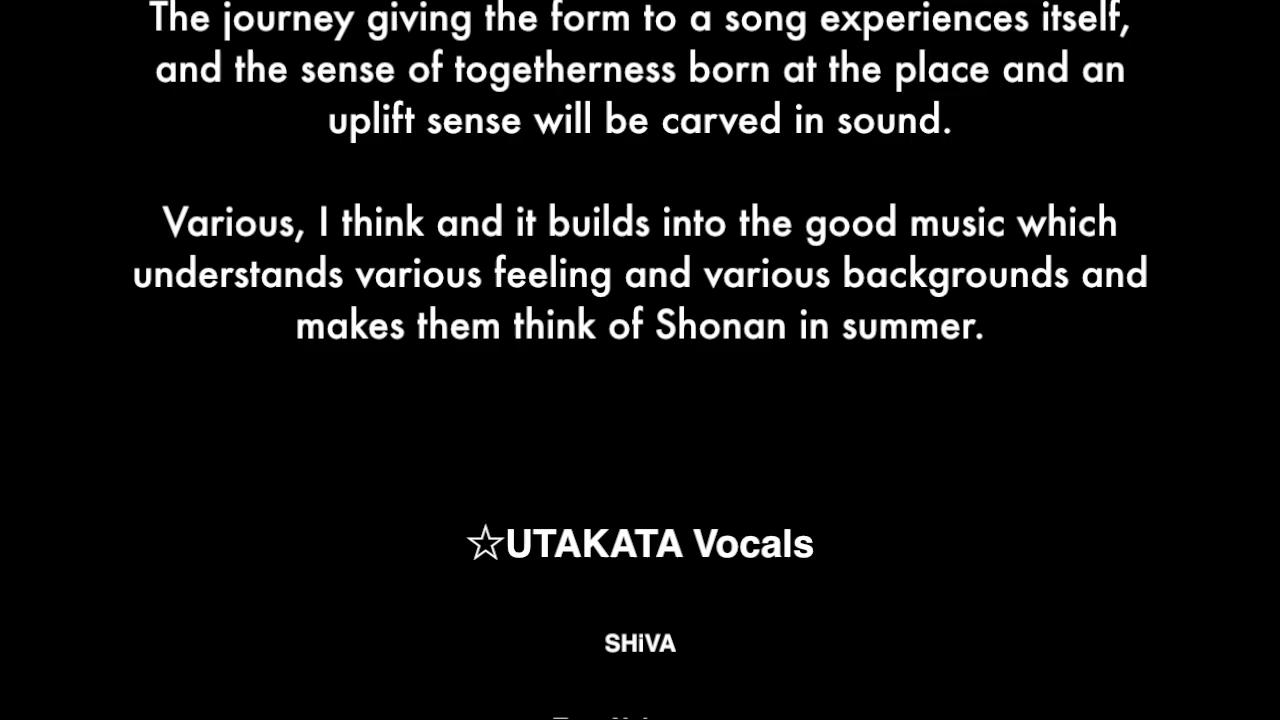 The journey giving the form to a song experiences itself,
and the sense of togetherness born at the place and an
uplift sense will be carved in sound.
Various, I think and it builds into the good music which
understands various feeling and various backgrounds and
makes them think of Shonan in summer.
☆UTAKATA Vocals
SHiVA